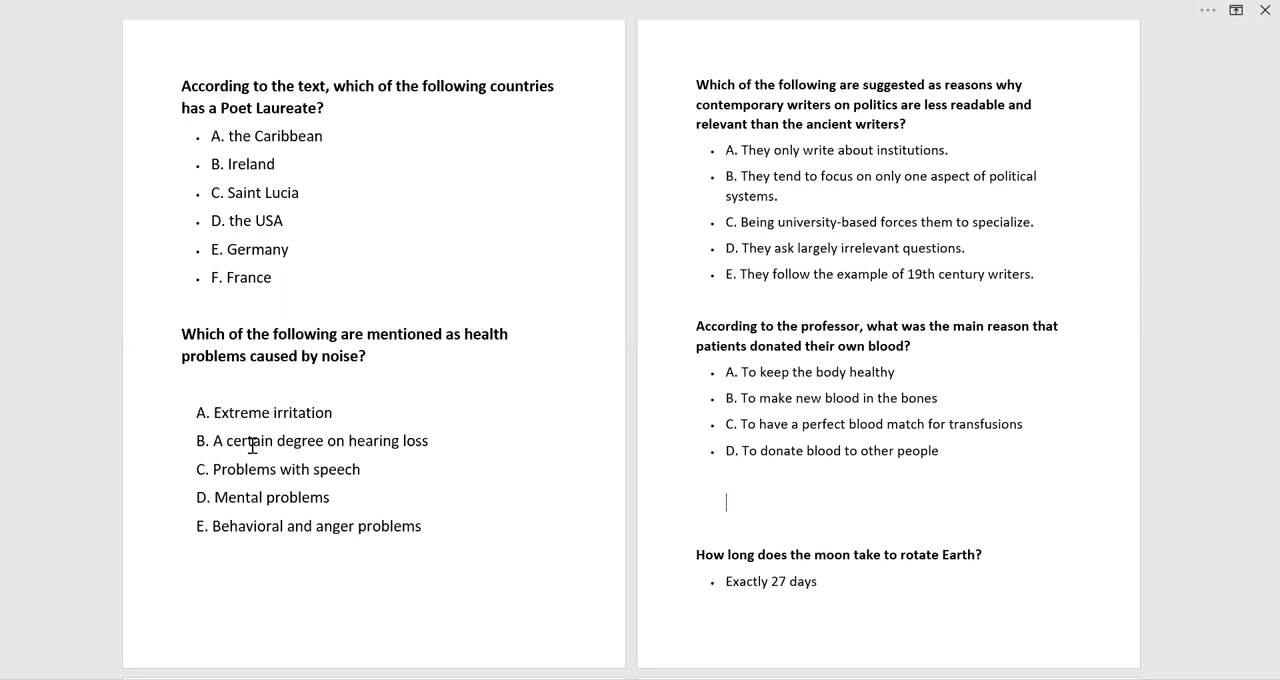 According to the text, which of the following countries
has a Poet Laureate?
A. the Caribbean
B. Ireland
C. Saint Lucia
D. the USA
E. Germany
F. France
Which of the following are mentioned as health
problems caused by noise?
A. Extreme irritation
B. A certain degree on hearing loss
C. Problems with speech
D. Mental problems
E. Behavioral and anger problems
Which of the following are suggested as reasons why
contemporary writers on politics are less readable and
relevant than the ancient writers?
A. They only write about institutions.
B. They tend to focus on only one aspect of political
systems.
C. Being university-based forces them to specialize.
D. They ask largely irrelevant questions.
E. They follow the example of 19th century writers.
According to the professor, what was the main reason that
patients donated their own blood?
A. To keep the body healthy
B. To make new blood in the bones
C. To have a perfect blood match for transfusions
D. To donate blood to other people
How long does the moon take to rotate Earth?
Exactly 27 days